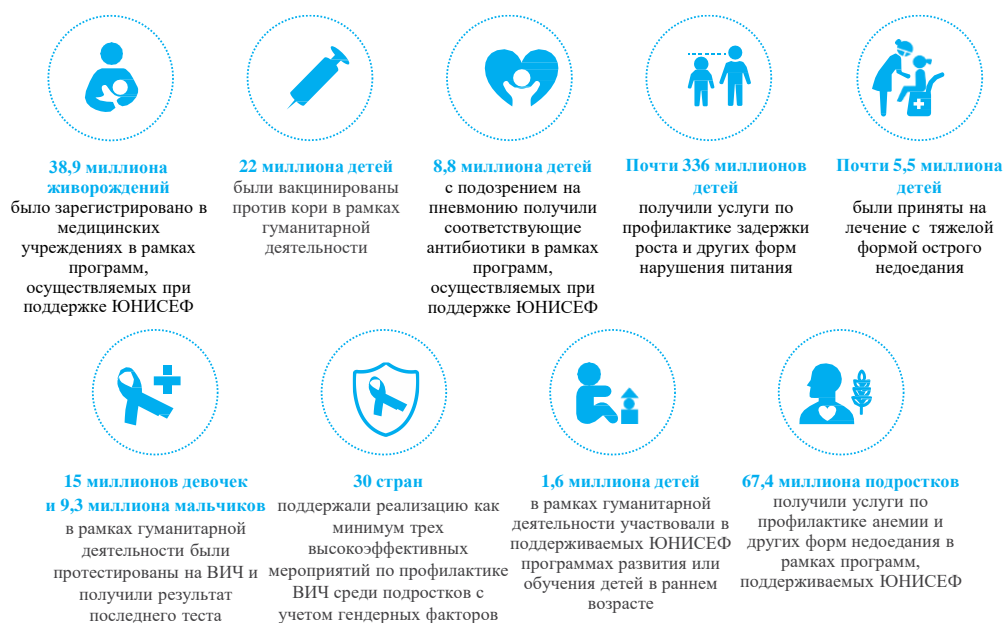 38,9 миллиона
живорождений
было зарегистрировано в
медицинских
учреждениях в рамках
программ,
осуществляемых при
поддержке ЮНИСЕФ
22 миллиона детей
были вакцинированы
против кори в рамках
гуманитарной
деятельности
8,8 миллиона детей
с подозрением на
пневмонию получили
соответствующие
антибиотики в рамках
программ,
осуществляемых при
поддержке ЮНИСЕФ
Почти 336 миллионов
детей
получили услуги по
профилактике задержки
роста и других форм
нарушения питания
Почти 5,5 миллиона
детей
были приняты на
лечение с тяжелой
формой острого
недоедания
15 миллионов девочек
и 9,3 миллиона мальчиков
в рамках гуманитарной
деятельности были
протестированы на ВИЧ и
получили результат
последнего теста
30 стран
поддержали реализацию как
минимум трех
высокоэффективных
мероприятий по профилактике
ВИЧ среди подростков с
учетом гендерных факторов
1,6 миллиона детей
в рамках гуманитарной
деятельности участвовали в
поддерживаемых ЮНИСЕФ
программах развития или
обучения детей в раннем
возрасте
67,4 миллиона подростков
получили услуги по
профилактике анемии и
других форм недоедания в
рамках программ,
поддерживаемых ЮНИСЕФ